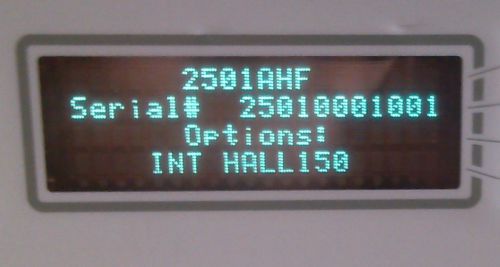 2501AHF
Serial# 25010001001
Options:
INT HALL150